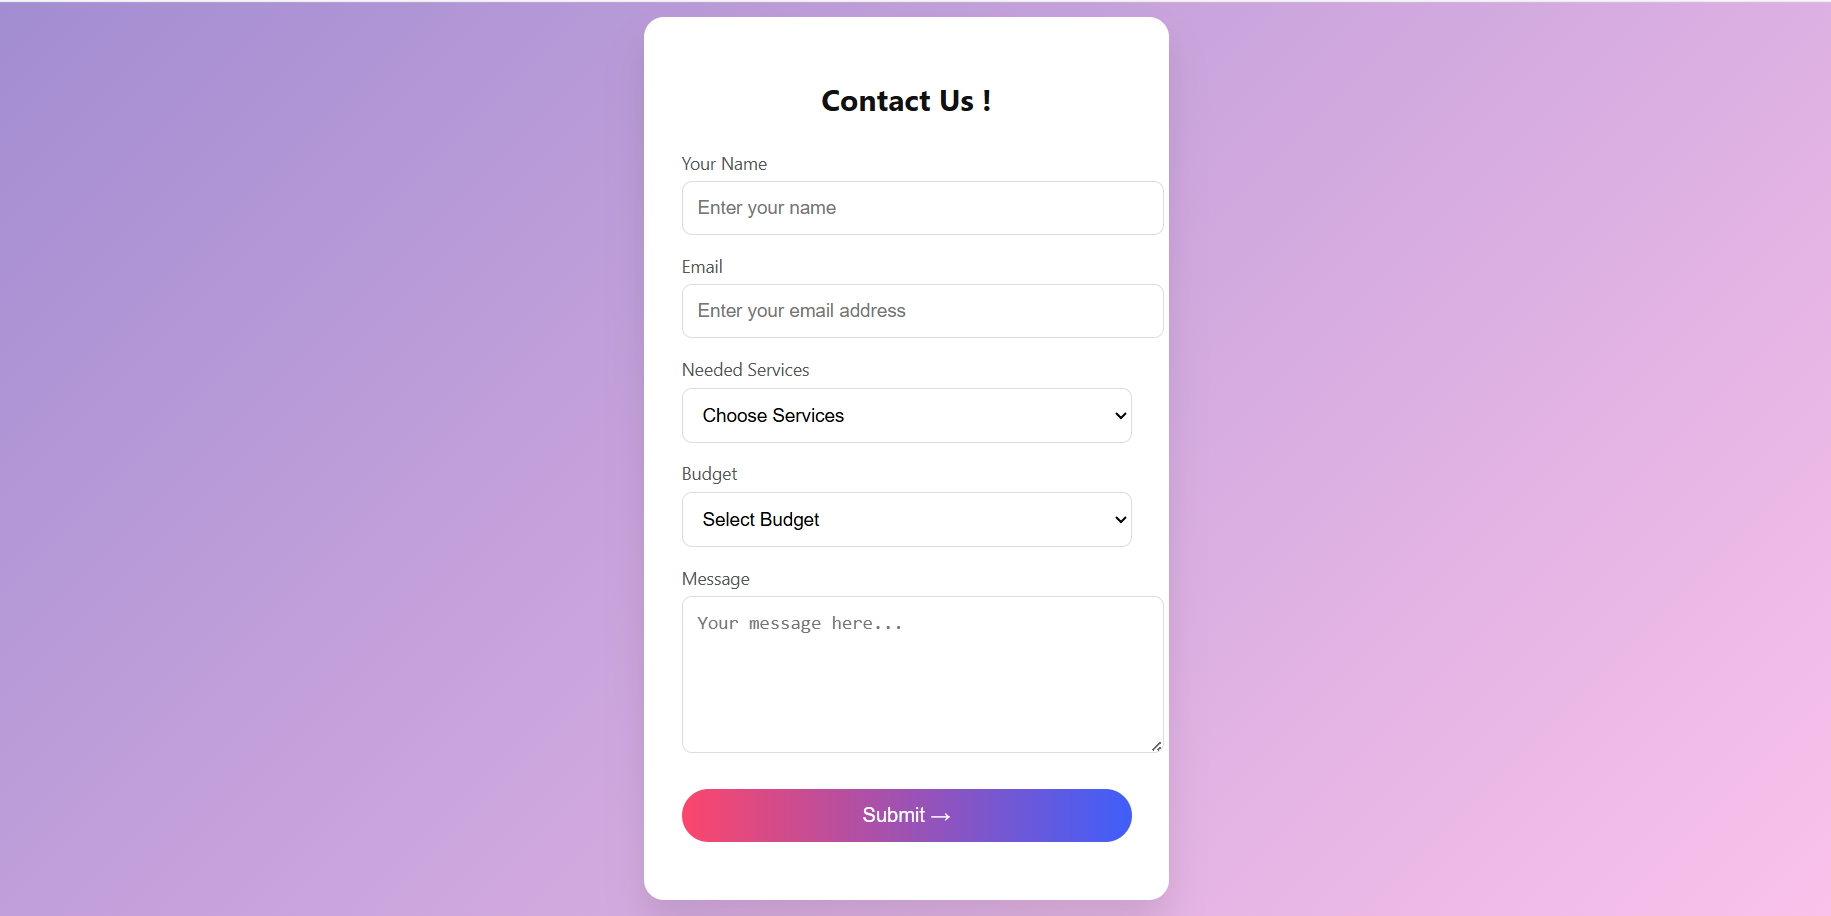 Contact Us !
Your Name
Enter your name
Email
Enter your email address
Needed Services
Choose Services
Budget
Select Budget
Message
Your message here...
Submit →